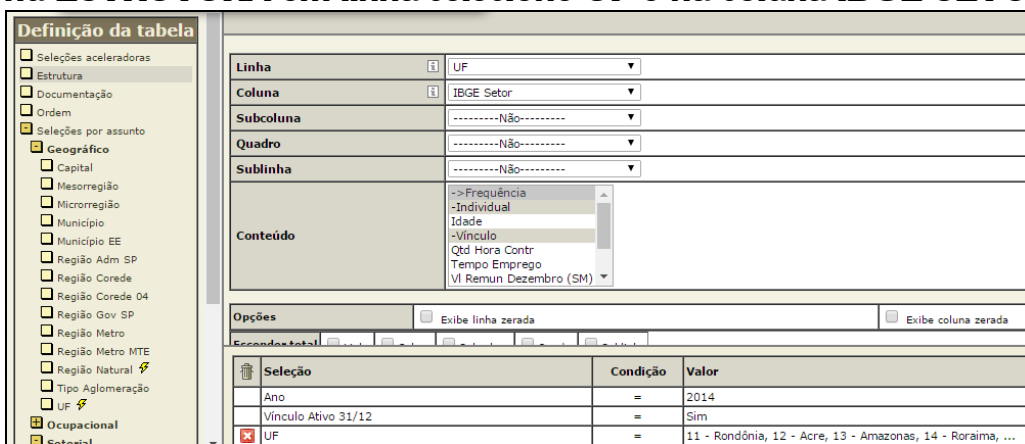 Definição da tabela
Seleções aceleradoras
Estrutura
Documentação
Ordem
Seleções por assunto
Geográfico
Capital
Mesorregião
Microrregião
Município
Município EE
Região Adm SP
Região Corede
Região Corede 04
Região Gov SP
Região Metro
Região Metro MTE
Região Natural
Tipo Aglomeração
UF
Ocupacional
Setorial
Linha UF
Coluna IBGE Setor
Subcoluna ---------Não---------
Quadro ---------Não---------
Sublinha ---------Não---------
Conteúdo
->Frequência
-Individual
Idade
-Vínculo
Qtd Hora Contr
Tempo Emprego
Vl Remun Dezembro (SM)
Opções Exibe linha zerada Exibe coluna zerada
Seleção Condição Valor
Ano = 2014
Vínculo Ativo 31/12 = Sim
UF = 11 - Rondônia, 12 - Acre, 13 - Amazonas, 14 - Roraima, ...